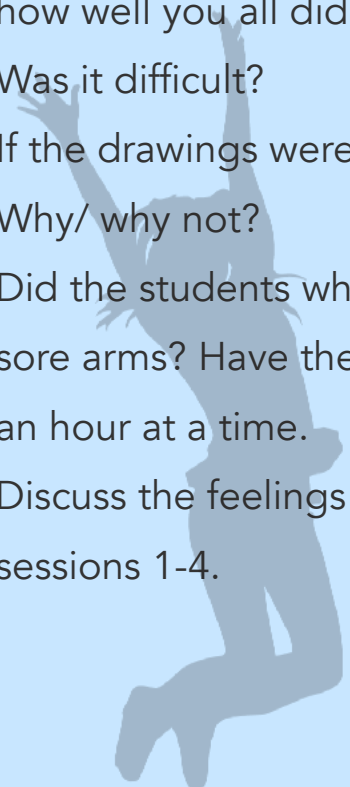 how well you all did
Was it difficult?
If the drawings were
Why/ why not?
Did the students wh
sore arms? Have the
an hour at a time.
Discuss the feelings
sessions 1-4.